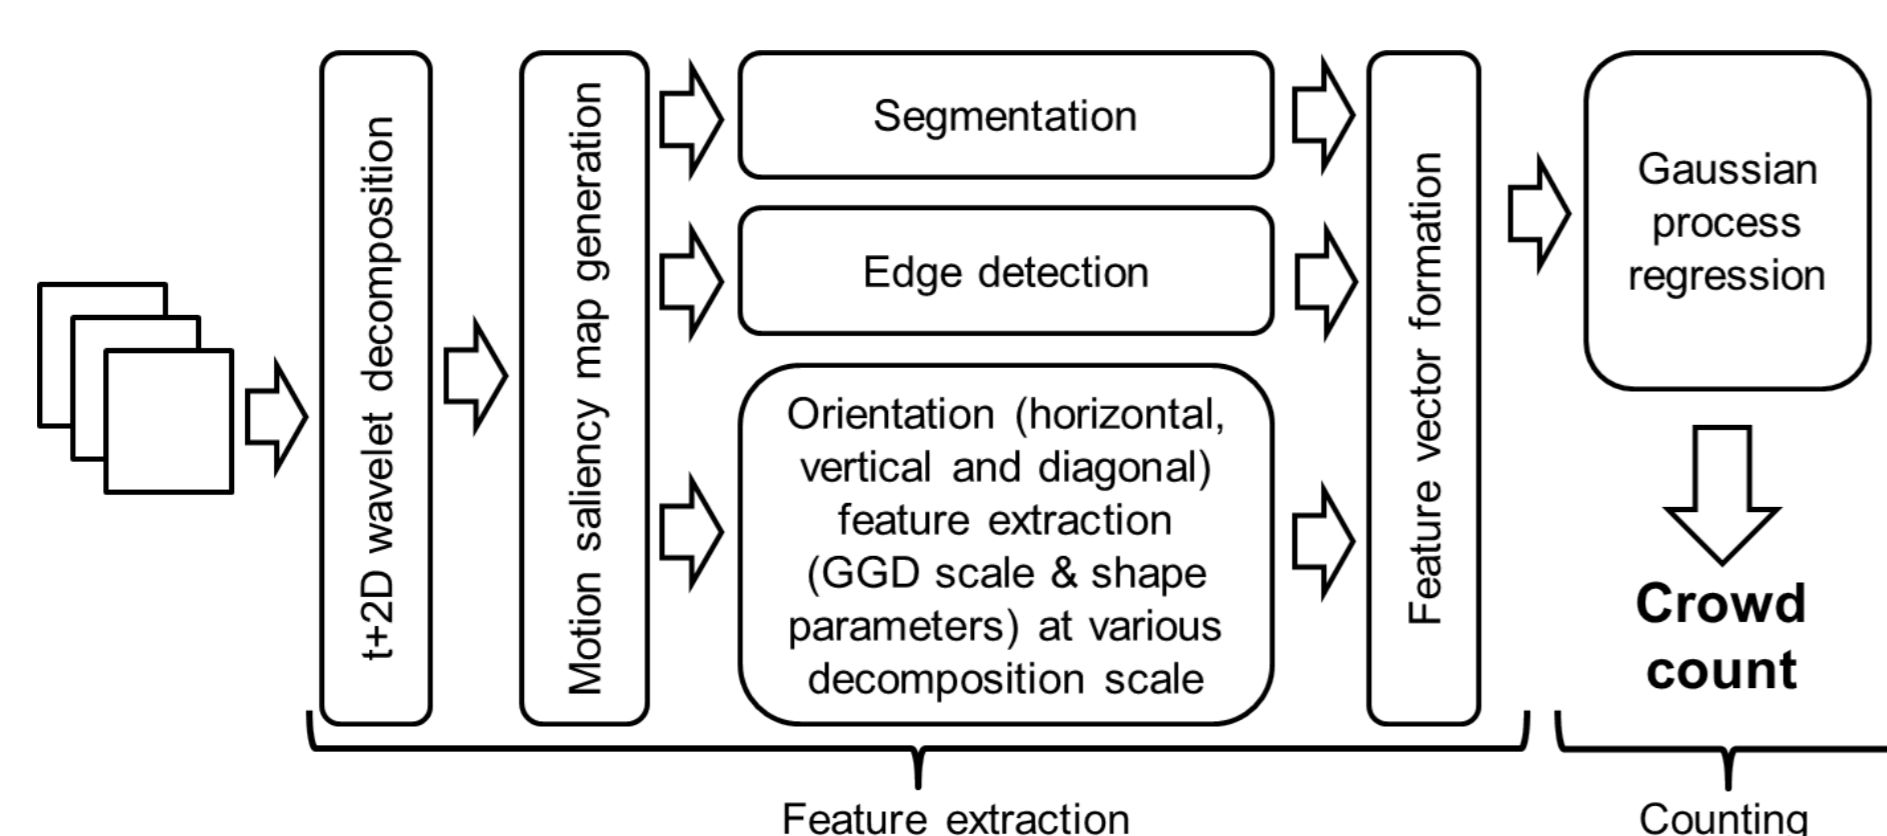 t+2D wavelet decomposition
Motion saliency map generation
Segmentation
Edge detection
Orientation (horizontal,
vertical and diagonal)
feature extraction
(GGD scale & shape
parameters) at various
decomposition scale
Feature vector formation
Gaussian
process
regression
Crowd
count
Feature extraction
Counting